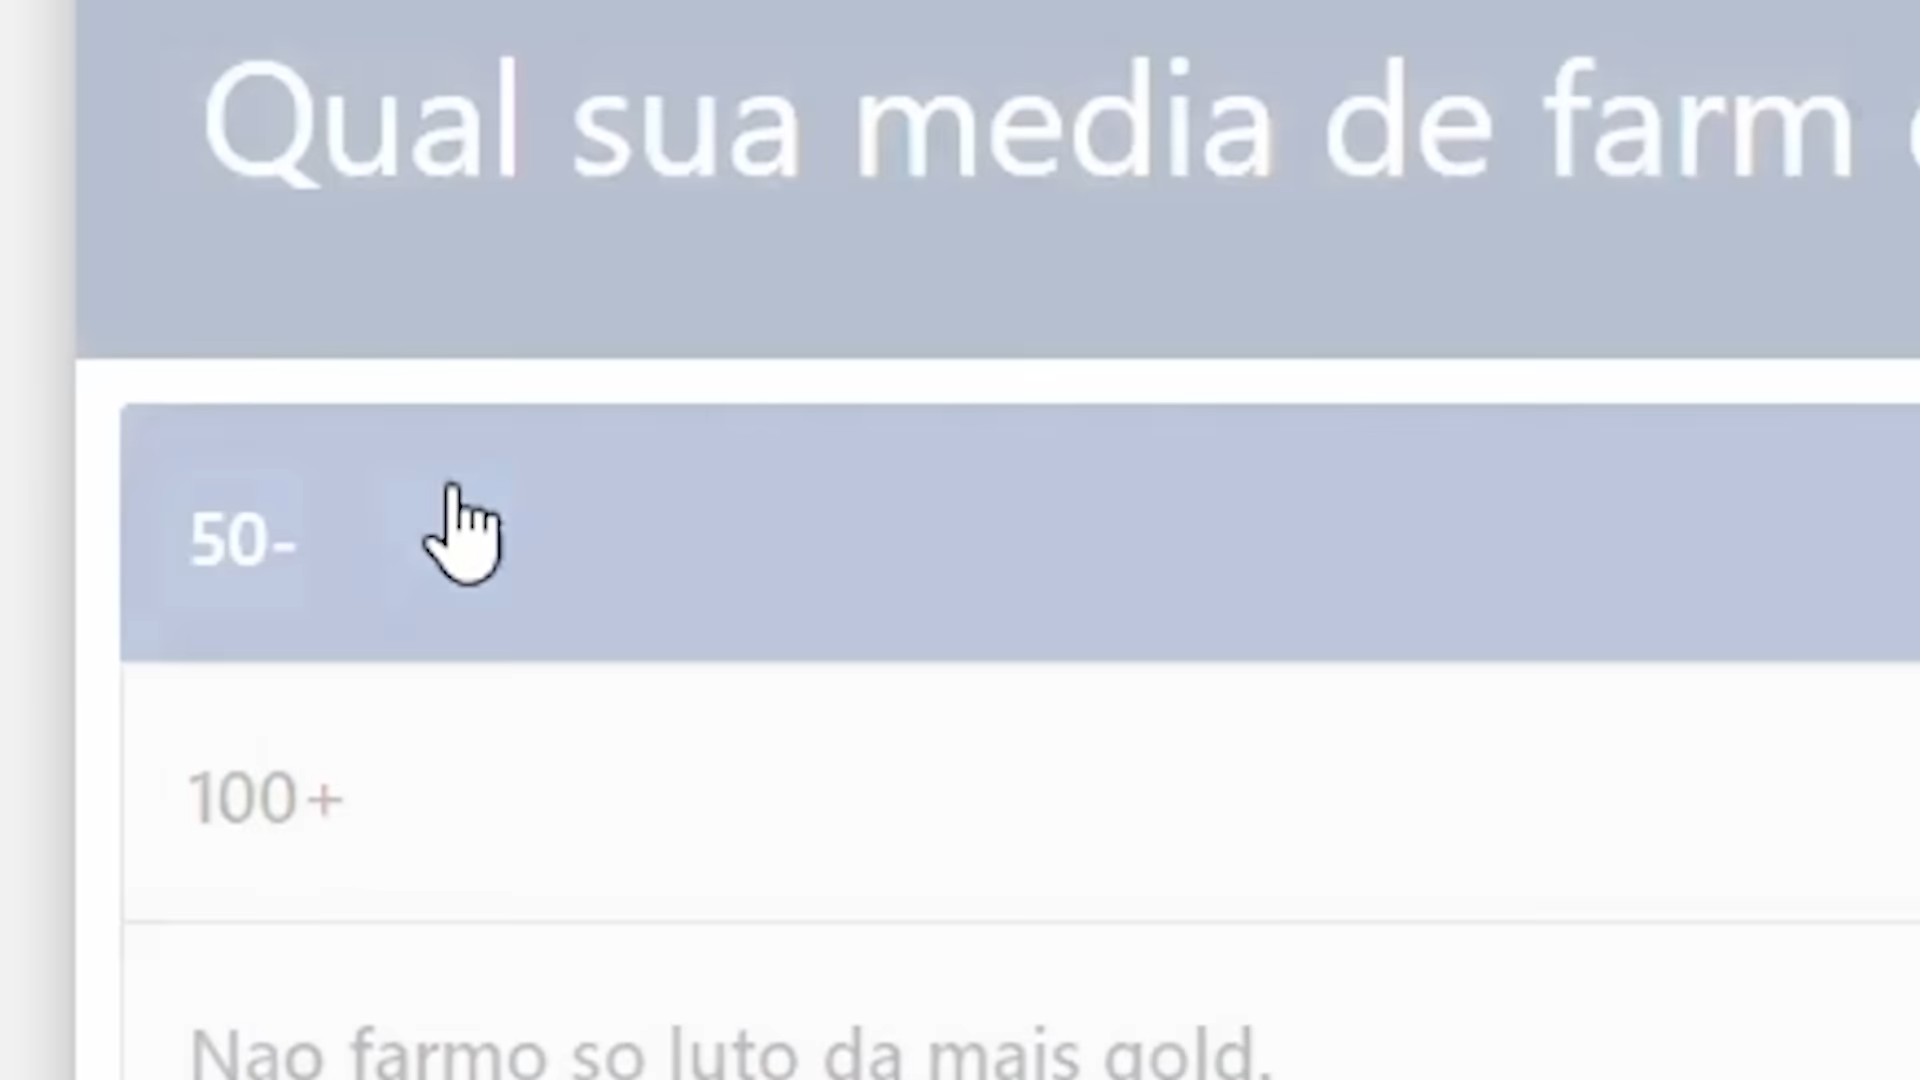 Qual sua media de farm
50-
100+
Nao farmo so luto da mais gold.